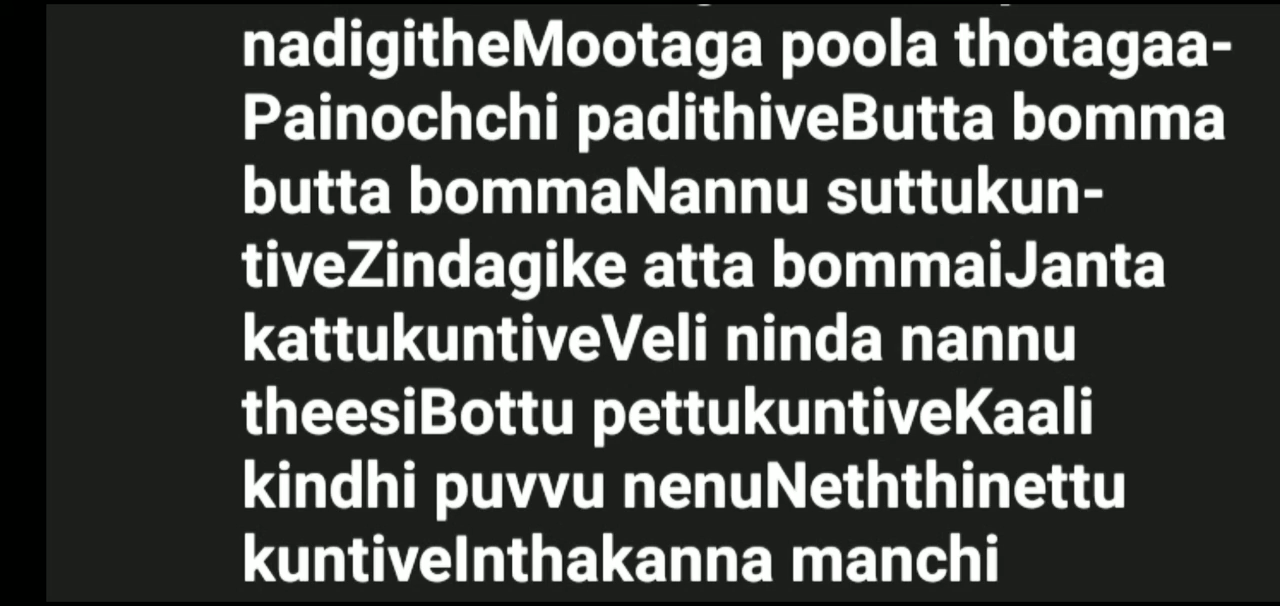 nadigitheMootaga poola thotagaa-
Painochchi padithiveButta bomma
butta bommaNannu suttukun-
tiveZindagike atta bommaiJanta
kattukuntiveVeli ninda nannu
theesiBottu pettukuntiveKaali
kindhi puvvu nenuNeththinettu
kuntiveInthakanna manchi